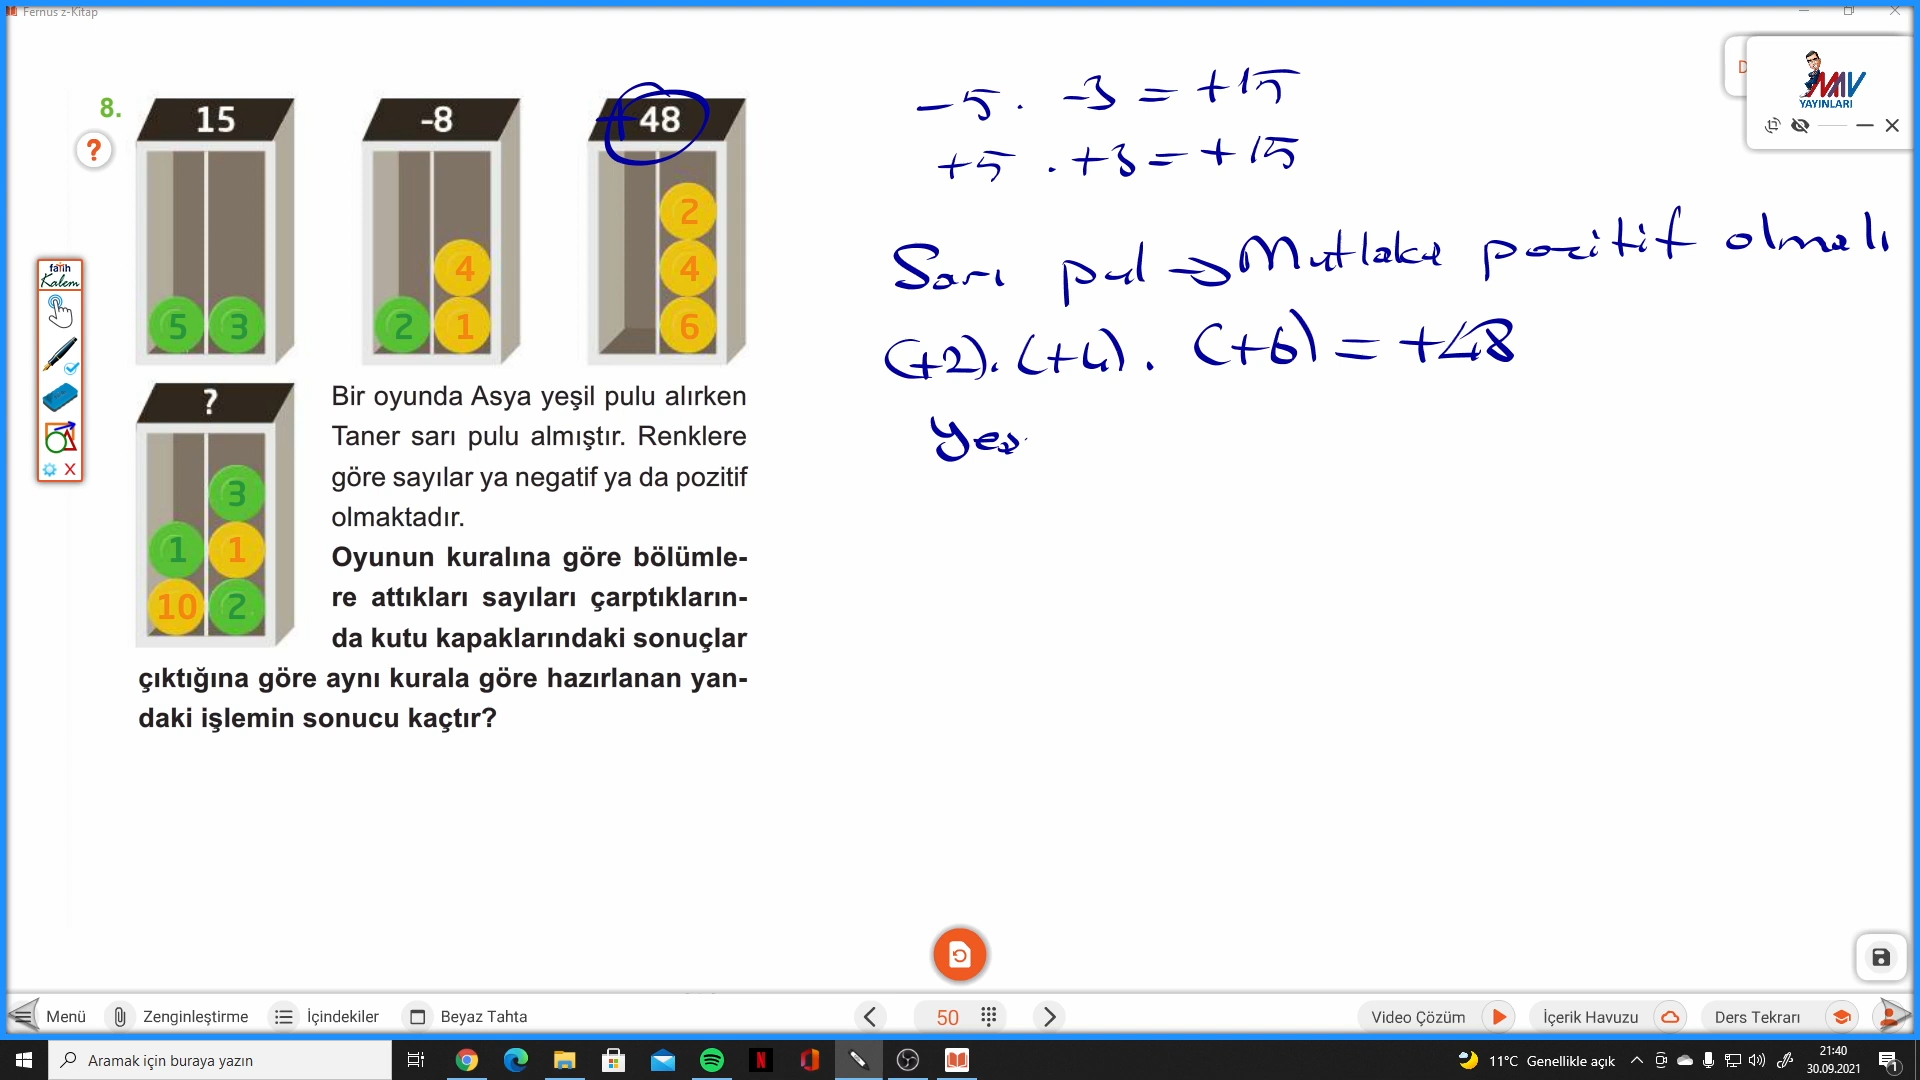 Fernus z-Kitap
8.
?
15
5 3
-8
4
2 1
+48
2
4
6
?
3
1 1
10 2
Bir oyunda Asya yeşil pulu alırken
Taner sarı pulu almıştır. Renklere
göre sayılar ya negatif ya da pozitif
olmaktadır.
Oyunun kuralına göre bölümle-
re attıkları sayıları çarptıkların-
da kutu kapaklarındaki sonuçlar
çıktığına göre aynı kurala göre hazırlanan yan-
daki işlemin sonucu kaçtır?
-5 . -3 = +15
+5 . +3 = +15
Sarı pul → Mutlaka pozitif olmalı
(+2).(+4).(+6) = +48
Yeş
D
MAV
YAYINLARI
fatih
Kalem
Menü
Zenginleştirme
İçindekiler
Beyaz Tahta
50
Video Çözüm
İçerik Havuzu
Ders Tekrarı
Aramak için buraya yazın
11°C Genellikle açık
21:40
30.09.2021
1